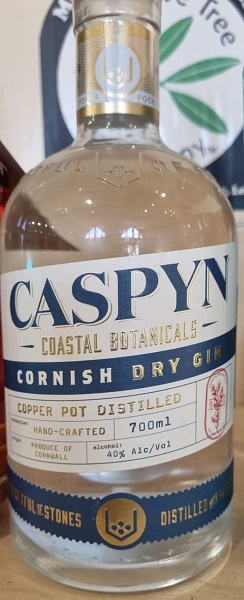 Tree
CASPYN
COASTAL BOTANICALS
CORNISH DRY GIN
COPPER POT DISTILLED
HAND-CRAFTED
700ml
PRODUCE OF
CORNWALL
alcohol:
40% Alc/Vol
STONES
DISTILLED